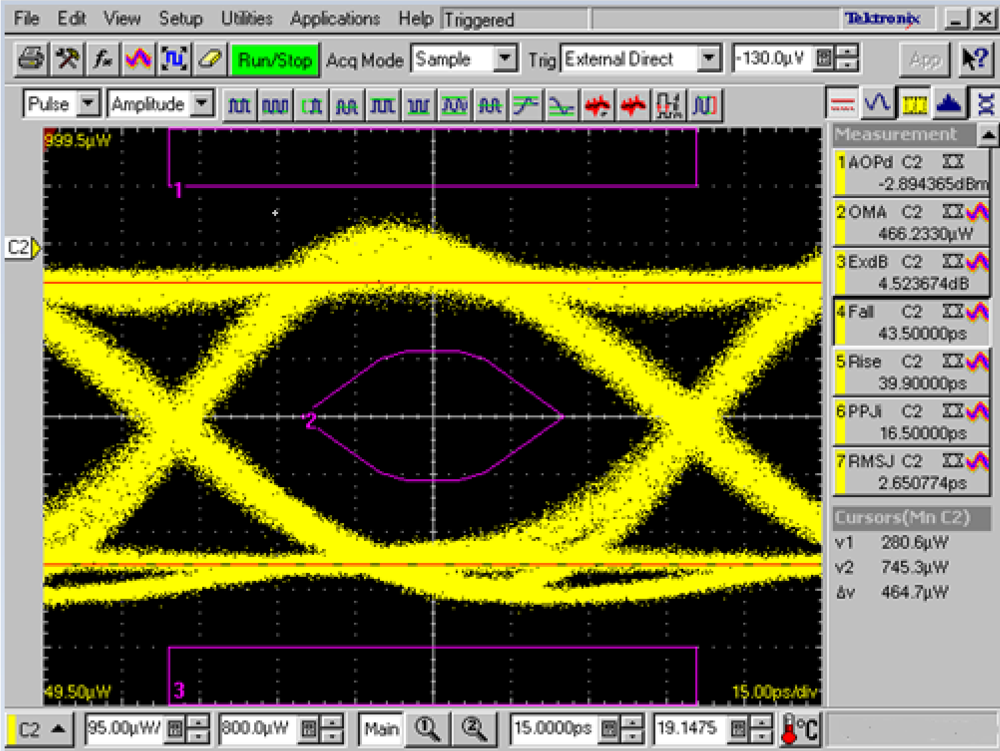 File Edit View Setup Utilities Applications Help Triggered Tektronix
Run/Stop Acq Mode Sample Trig External Direct -130.0µV App
Pulse Amplitude
999.5µW
1
C2
2
3
49.50µW
15.00ps/div
Measurement
1 AOPd C2
-2.894365dBm
2 OMA C2
466.2330µW
3 ExdB C2
4.523674dB
4 Fall C2
43.50000ps
5 Rise C2
39.90000ps
6 PPJi C2
16.50000ps
7 RMSJ C2
2.650774ps
Cursors(Mn C2)
v1 280.6µW
v2 745.3µW
Δv 464.7µW
C2 95.00µW/ 800.0µW Main 1 2 15.0000ps 19.1475 °C